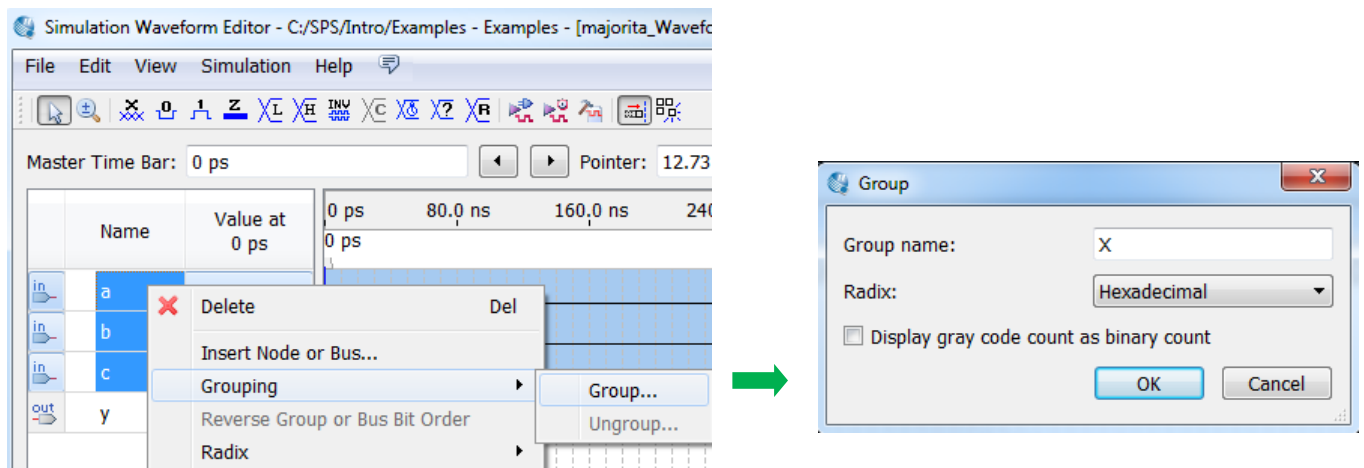 Simulation Waveform Editor - C:/SPS/Intro/Examples - Examples - [majorita_Wavefo
File Edit View Simulation Help
X 0 1 Z L H INV C ? R
Master Time Bar: 0 ps Pointer: 12.73
Name Value at 0 ps 0 ps 80.0 ns 160.0 ns 240
0 ps
in a
in b
in c
out y
Delete Del
Insert Node or Bus...
Grouping
Reverse Group or Bus Bit Order
Radix
Group...
Ungroup...
Group
Group name: X
Radix: Hexadecimal
Display gray code count as binary count
OK Cancel